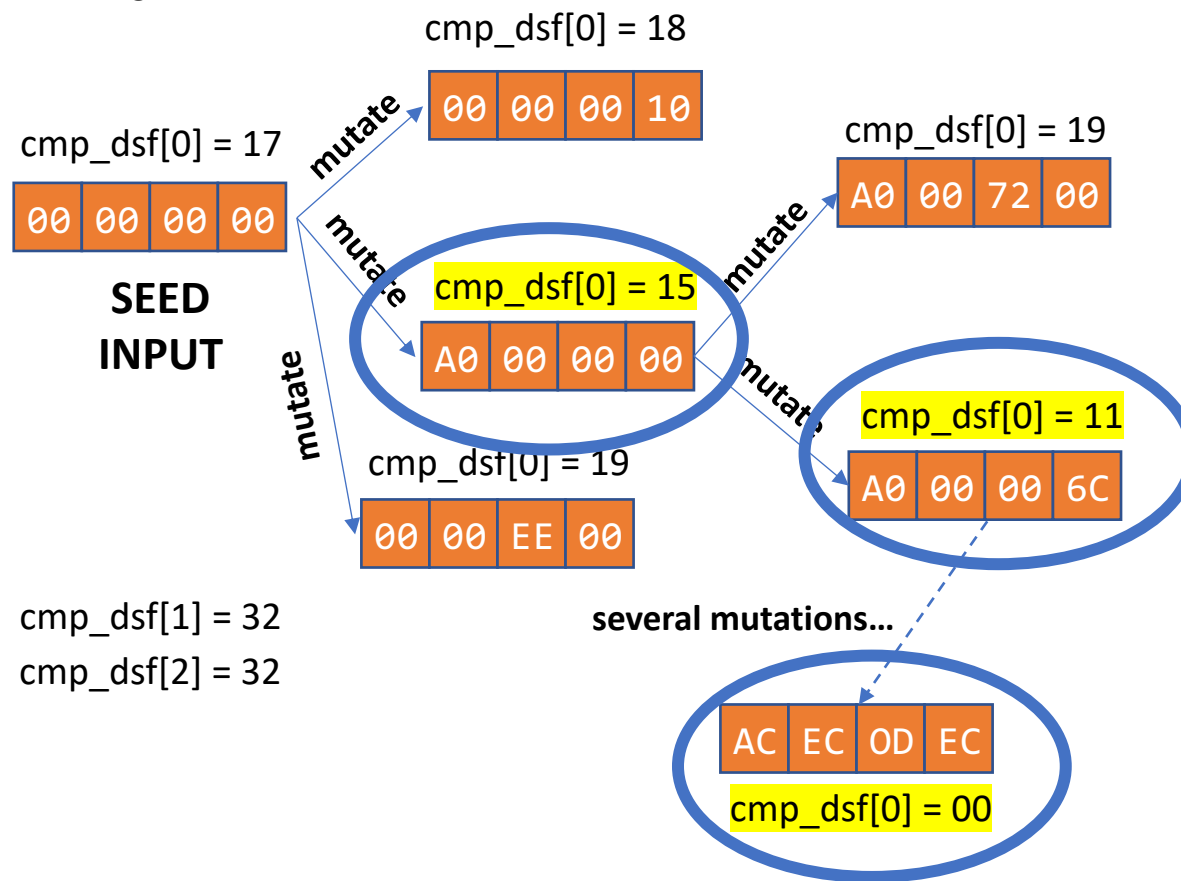 cmp_dsf[0] = 18
00 00 00 10
mutate
cmp_dsf[0] = 17
00 00 00 00
SEED
INPUT
mutate
cmp_dsf[0] = 15
A0 00 00 00
mutate
cmp_dsf[0] = 19
A0 00 72 00
mutate
cmp_dsf[0] = 11
A0 00 00 6C
mutate
cmp_dsf[0] = 19
00 00 EE 00
cmp_dsf[1] = 32
cmp_dsf[2] = 32
several mutations…
AC EC OD EC
cmp_dsf[0] = 00